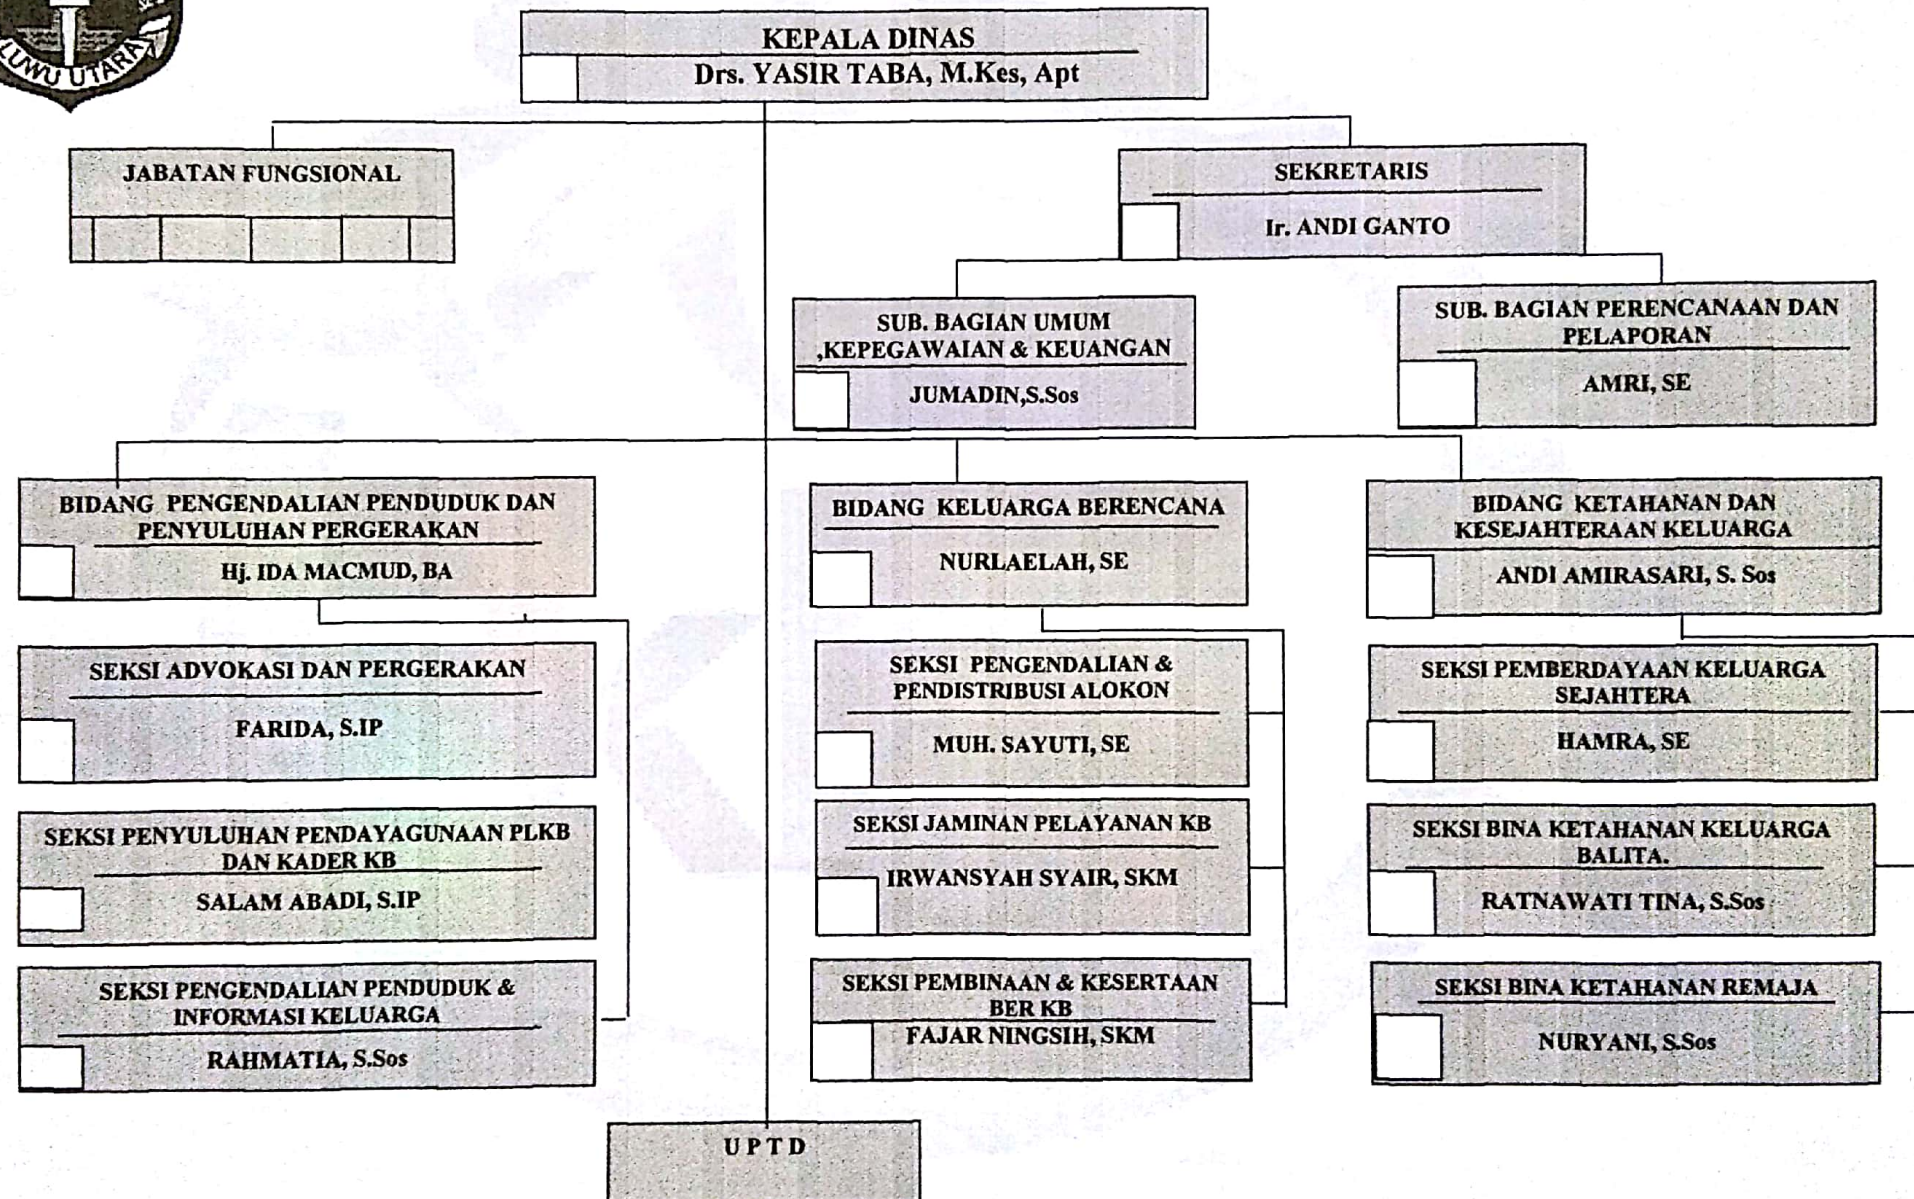 LUWU UTARA
KEPALA DINAS
Drs. YASIR TABA, M.Kes, Apt
JABATAN FUNGSIONAL
SEKRETARIS
Ir. ANDI GANTO
SUB. BAGIAN UMUM
,KEPEGAWAIAN & KEUANGAN
JUMADIN,S.Sos
SUB. BAGIAN PERENCANAAN DAN
PELAPORAN
AMRI, SE
BIDANG PENGENDALIAN PENDUDUK DAN
PENYULUHAN PERGERAKAN
Hj. IDA MACMUD, BA
SEKSI ADVOKASI DAN PERGERAKAN
FARIDA, S.IP
SEKSI PENYULUHAN PENDAYAGUNAAN PLKB
DAN KADER KB
SALAM ABADI, S.IP
SEKSI PENGENDALIAN PENDUDUK &
INFORMASI KELUARGA
RAHMATIA, S.Sos
BIDANG KELUARGA BERENCANA
NURLAELAH, SE
SEKSI PENGENDALIAN &
PENDISTRIBUSI ALOKON
MUH. SAYUTI, SE
SEKSI JAMINAN PELAYANAN KB
IRWANSYAH SYAIR, SKM
SEKSI PEMBINAAN & KESERTAAN
BER KB
FAJAR NINGSIH, SKM
BIDANG KETAHANAN DAN
KESEJAHTERAAN KELUARGA
ANDI AMIRASARI, S. Sos
SEKSI PEMBERDAYAAN KELUARGA
SEJAHTERA
HAMRA, SE
SEKSI BINA KETAHANAN KELUARGA
BALITA.
RATNAWATI TINA, S.Sos
SEKSI BINA KETAHANAN REMAJA
NURYANI, S.Sos
U P T D